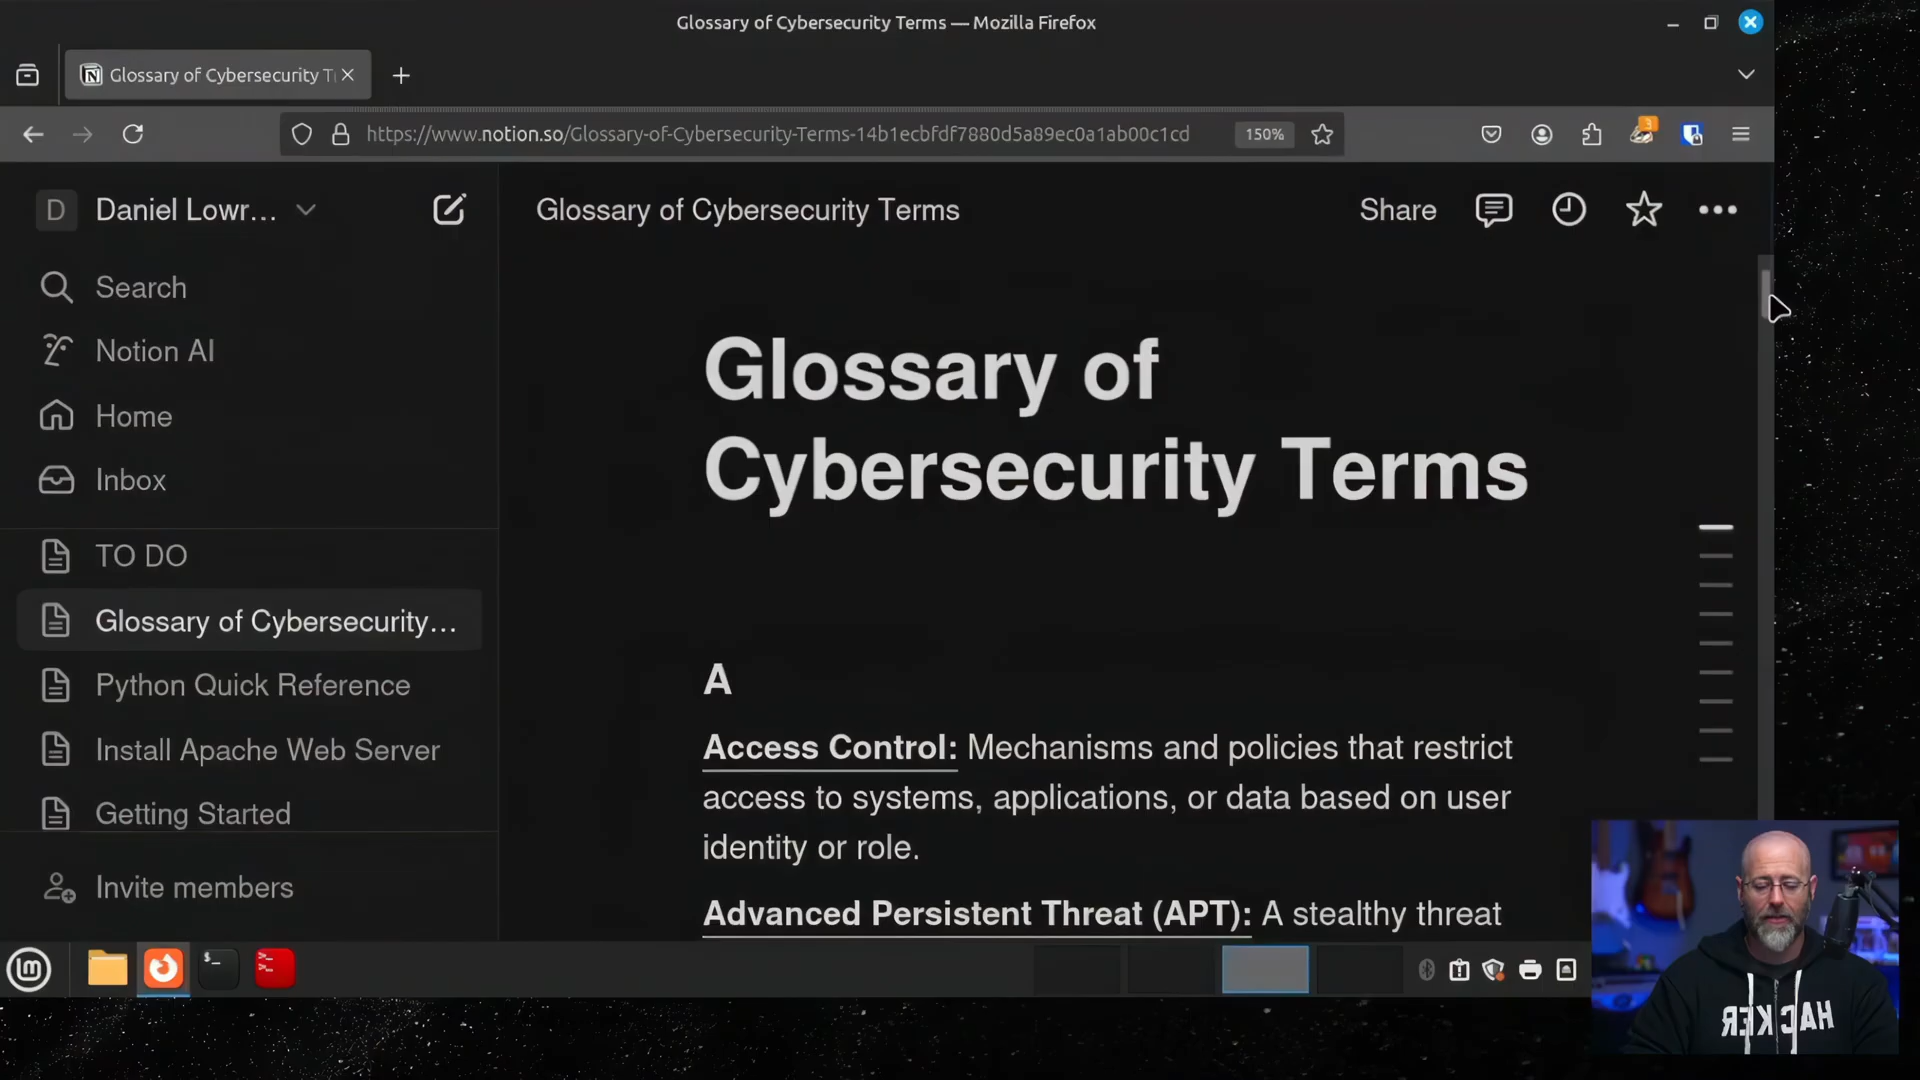 Glossary of Cybersecurity Terms — Mozilla Firefox
Glossary of Cybersecurity T
https://www.notion.so/Glossary-of-Cybersecurity-Terms-14b1ecbfdf7880d5a89ec0a1ab00c1cd
150%
3
D
Daniel Lowr...
Glossary of Cybersecurity Terms
Share
Search
Notion AI
Home
Inbox
TO DO
Glossary of Cybersecurity...
Python Quick Reference
Install Apache Web Server
Getting Started
Invite members
Glossary of
Cybersecurity Terms
A
Access Control: Mechanisms and policies that restrict
access to systems, applications, or data based on user
identity or role.
Advanced Persistent Threat (APT): A stealthy threat
HACKER